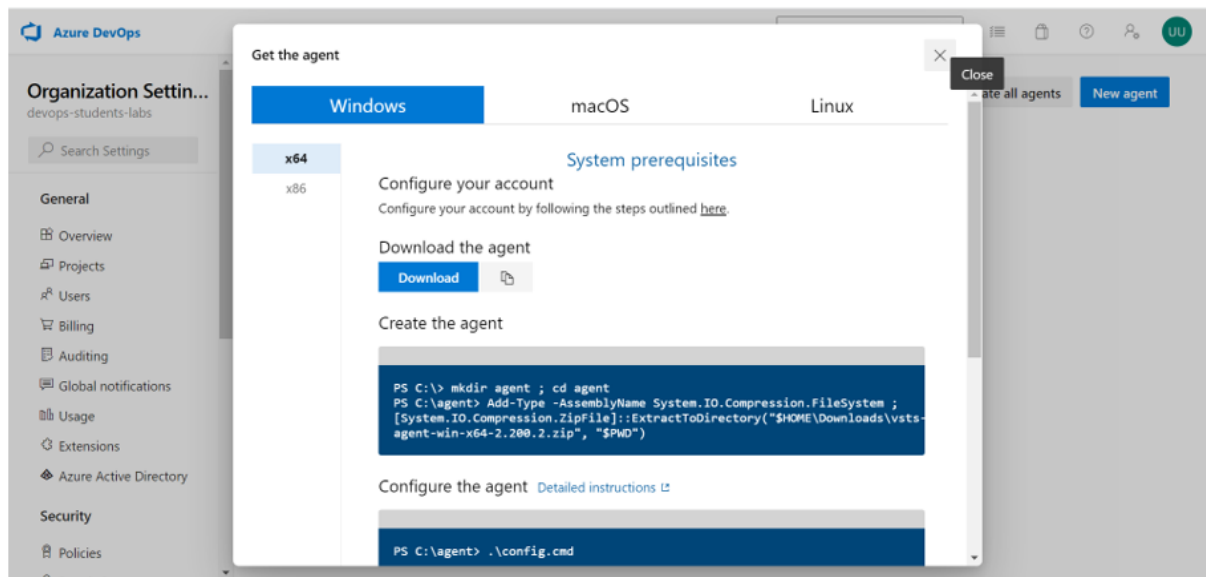 Azure DevOps
UU
Organization Settin...
devops-students-labs
Search Settings
General
Overview
Projects
Users
Billing
Auditing
Global notifications
Usage
Extensions
Azure Active Directory
Security
Policies
Get the agent
Close
ate all agents
New agent
Windows macOS Linux
x64
x86
System prerequisites
Configure your account
Configure your account by following the steps outlined here.
Download the agent
Download
Create the agent
PS C:\> mkdir agent ; cd agent
PS C:\agent> Add-Type -AssemblyName System.IO.Compression.FileSystem ;
[System.IO.Compression.ZipFile]::ExtractToDirectory("$HOME\Downloads\vsts-
agent-win-x64-2.200.2.zip", "$PWD")
Configure the agent Detailed instructions
PS C:\agent> .\config.cmd